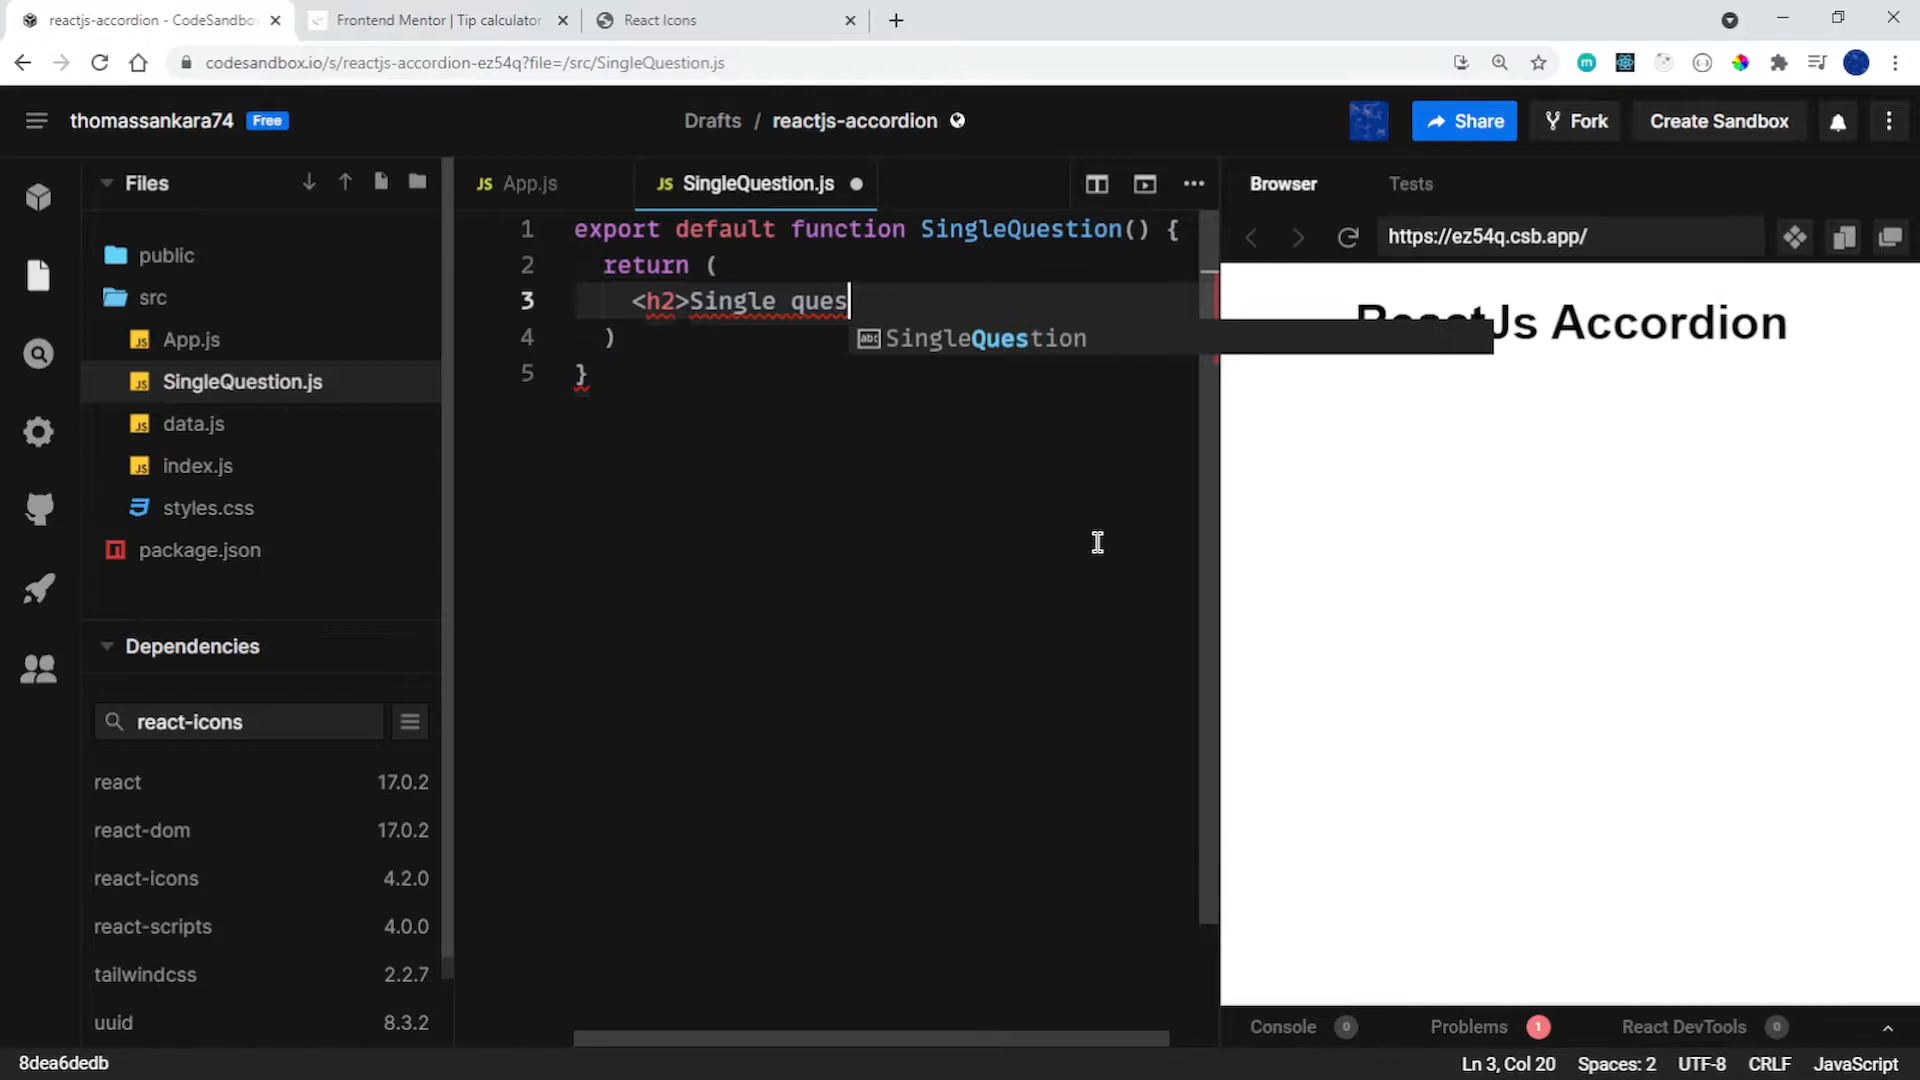 reactjs-accordion - CodeSandbo
Frontend Mentor | Tip calculator
React Icons
codesandbox.io/s/reactjs-accordion-ez54q?file=/src/SingleQuestion.js
thomassankara74 Free
Drafts / reactjs-accordion
Share
Fork
Create Sandbox
Files
public
src
JS App.js
JS SingleQuestion.js
JS data.js
JS index.js
styles.css
package.json
Dependencies
react-icons
react 17.0.2
react-dom 17.0.2
react-icons 4.2.0
react-scripts 4.0.0
tailwindcss 2.2.7
uuid 8.3.2
JS App.js
JS SingleQuestion.js
1 export default function SingleQuestion() {
2 return (
3 <h2>Single ques
4 )
abc SingleQuestion
5 }
Browser
Tests
https://ez54q.csb.app/
ReactJs Accordion
Console 0
Problems 1
React DevTools 0
8dea6dedb
Ln 3, Col 20
Spaces: 2
UTF-8
CRLF
JavaScript